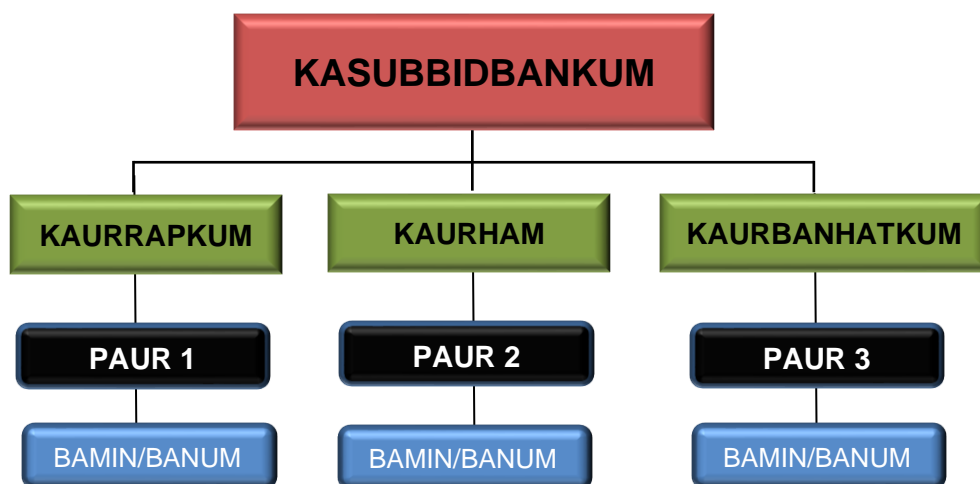 KASUBBIDBANKUM
KAURRAPKUM
KAURHAM
KAURBANHATKUM
PAUR 1
PAUR 2
PAUR 3
BAMIN/BANUM
BAMIN/BANUM
BAMIN/BANUM